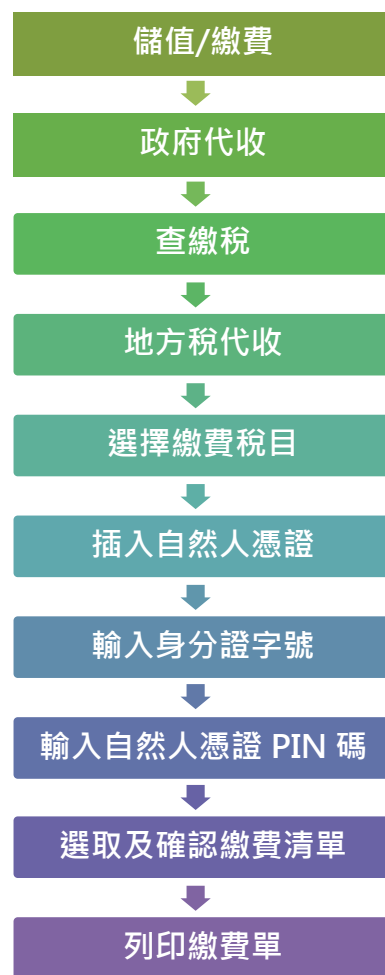 儲值/繳費
政府代收
查繳稅
地方稅代收
選擇繳費稅目
插入自然人憑證
輸入身分證字號
輸入自然人憑證 PIN 碼
選取及確認繳費清單
列印繳費單